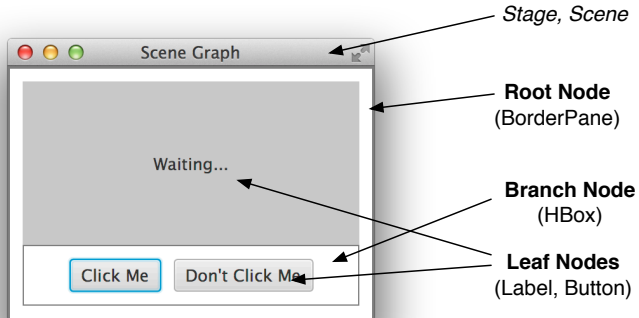 Stage, Scene
Scene Graph
Root Node
(BorderPane)
Waiting...
Branch Node
(HBox)
Click Me
Don't Click Me
Leaf Nodes
(Label, Button)